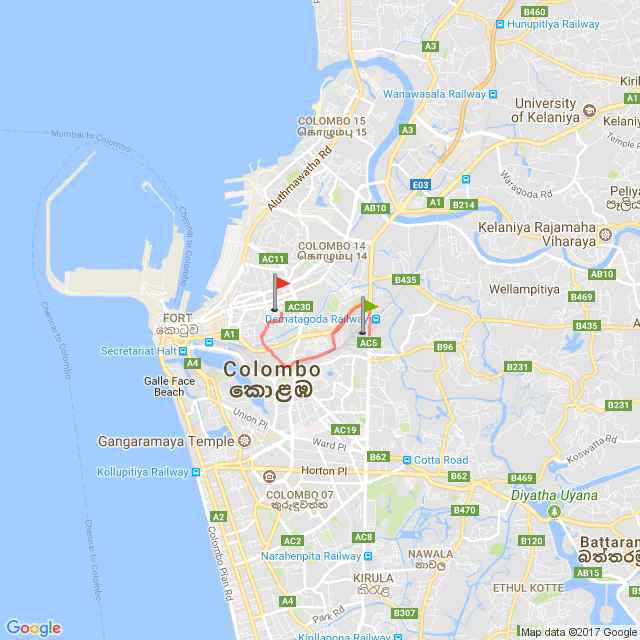 B460
Hunupitiya Railway
A3
Wanawasala Railway
Kiril
A1
University
of Kelaniya
Kelaniya
COLOMBO 15
கொழும்பு 15
A3
Mumbai to Colombo
Temple R
Aluthmawatha Rd
E03
Waragoda Rd
Peliya
A1
B214
AB10
Kelaniya Rajamaha
Viharaya
Chennai to Colombo
COLOMBO 14
கொழும்பு 14
AC11
B435
AB10
Wellampitiya
B469
AC30
Dematagoda Railway
FORT
කොටුව
A1
B435
Chennai to Colombo
AC5
B96
Secretariat Halt
A4
Colombo
කොළඹ
B231
Galle Face
Beach
B231
Union Pl
AC19
Gangaramaya Temple
Ward Pl
Koswatta Rd
B62
Cotta Road
Kollupitiya Railway
Horton Pl
B62
B469
COLOMBO 07
කුරුඳුවත්ත
Diyatha Uyana
A2
B470
Colombo Plan Rd
AC2
AC8
B120
Battaram
බත්තරමු
NAWALA
නාවල
Narahenpita Railway
AB15
KIRULA
කිරුළ
ETHUL KOTTE
A4
Park Rd
B307
Kirillapona Railway
Google
Map data ©2017 Google